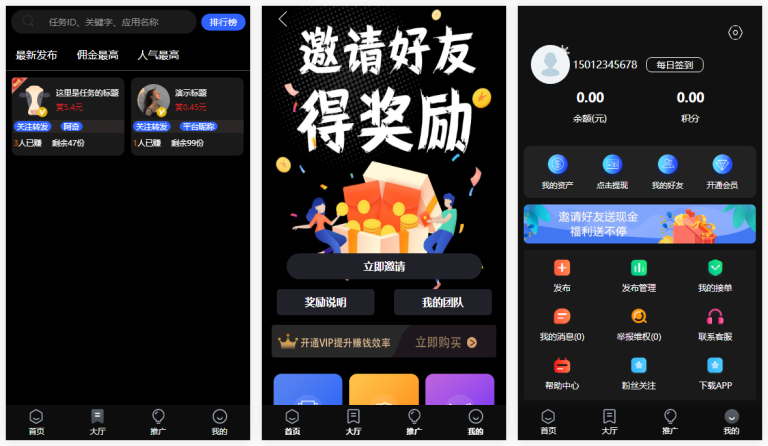 任务ID、关键字、应用名称
排行榜
最新发布 佣金最高 人气最高
这里是任务的标题
赏5.4元
关注转发 阿奇
3人已赚 剩余47份
演示标题
赏0.45元
关注转发 平台昵称
1人已赚 剩余99份
首页 大厅 推广 我的
邀请好友
得奖励
立即邀请
奖励说明 我的团队
开通VIP提升赚钱效率 立即购买
首页 大厅 推广 我的
15012345678 每日签到
0.00 0.00
余额(元) 积分
我的资产 点击提现 我的好友 开通会员
邀请好友送现金
福利送不停
发布 发布管理 我的接单
我的消息(0) 举报维权(0) 联系客服
帮助中心 粉丝关注 下载APP
首页 大厅 推广 我的